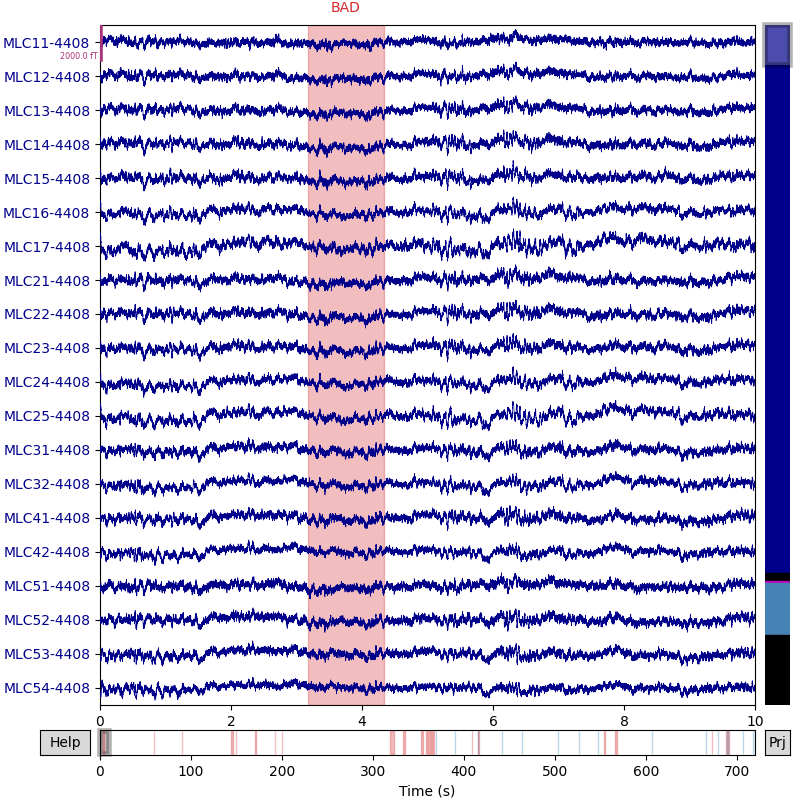 BAD
MLC11-4408
2000.0 fT
MLC12-4408
MLC13-4408
MLC14-4408
MLC15-4408
MLC16-4408
MLC17-4408
MLC21-4408
MLC22-4408
MLC23-4408
MLC24-4408
MLC25-4408
MLC31-4408
MLC32-4408
MLC41-4408
MLC42-4408
MLC51-4408
MLC52-4408
MLC53-4408
MLC54-4408
0 2 4 6 8 10
Help Prj
0 100 200 300 400 500 600 700
Time (s)